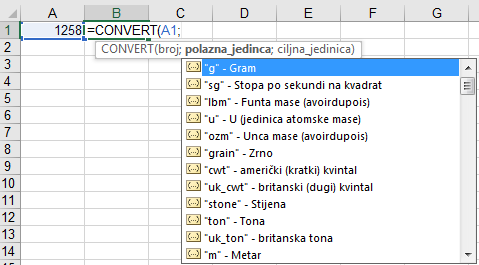 A B C D E F G
1 1258 =CONVERT(A1;
2 CONVERT(broj; polazna_jedinca; ciljna_jedinica)
3 "g" - Gram
4 "sg" - Stopa po sekundi na kvadrat
5 "lbm" - Funta mase (avoirdupois)
6 "u" - U (jedinica atomske mase)
7 "ozm" - Unca mase (avoirdupois)
8 "grain" - Zrno
9 "cwt" - američki (kratki) kvintal
10 "uk_cwt" - britanski (dugi) kvintal
11 "stone" - Stijena
12 "ton" - Tona
13 "uk_ton" - britanska tona
14 "m" - Metar